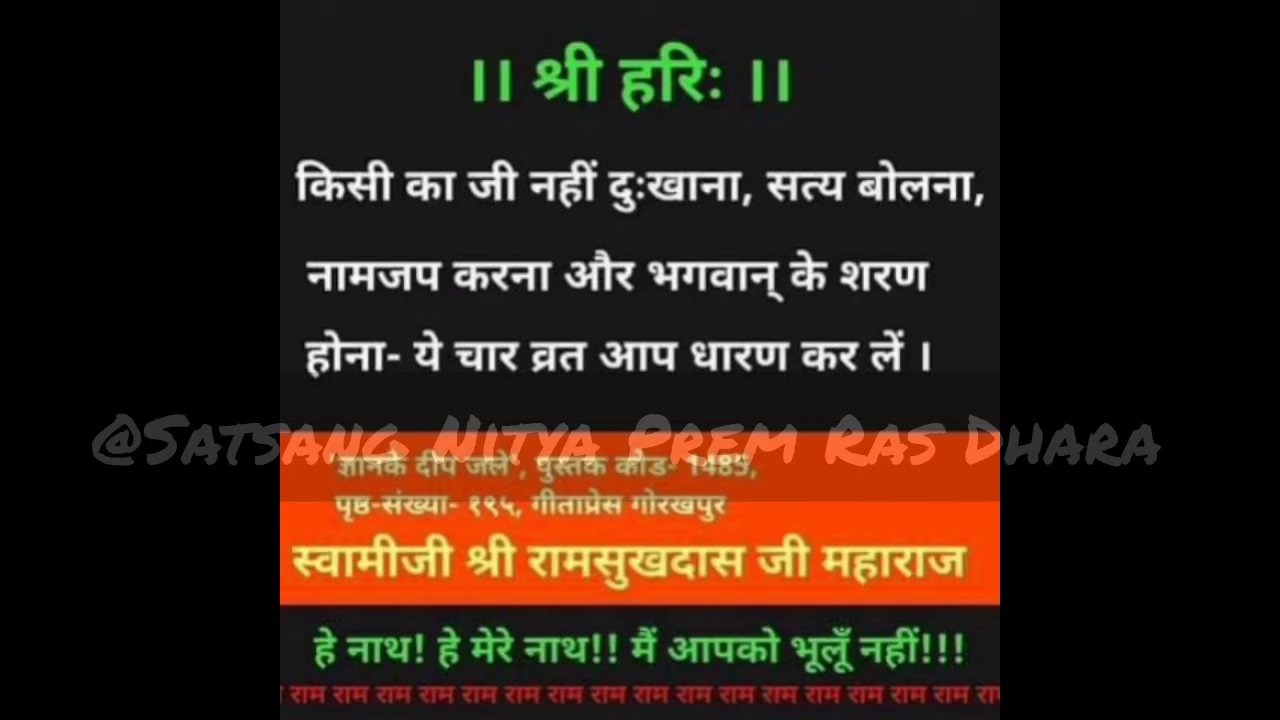 ।। श्री हरिः ।।
किसी का जी नहीं दुःखाना, सत्य बोलना,
नामजप करना और भगवान् के शरण
होना- ये चार व्रत आप धारण कर लें ।
@Satsang Nitya Prem Ras Dhara
'ज्ञानके दीप जले', पुस्तक कोड- 1485,
पृष्ठ-संख्या- १९५, गीताप्रेस गोरखपुर
स्वामीजी श्री रामसुखदास जी महाराज
हे नाथ! हे मेरे नाथ!! मैं आपको भूलूँ नहीं!!!
राम राम राम राम राम राम राम राम राम राम राम राम राम राम राम राम रा